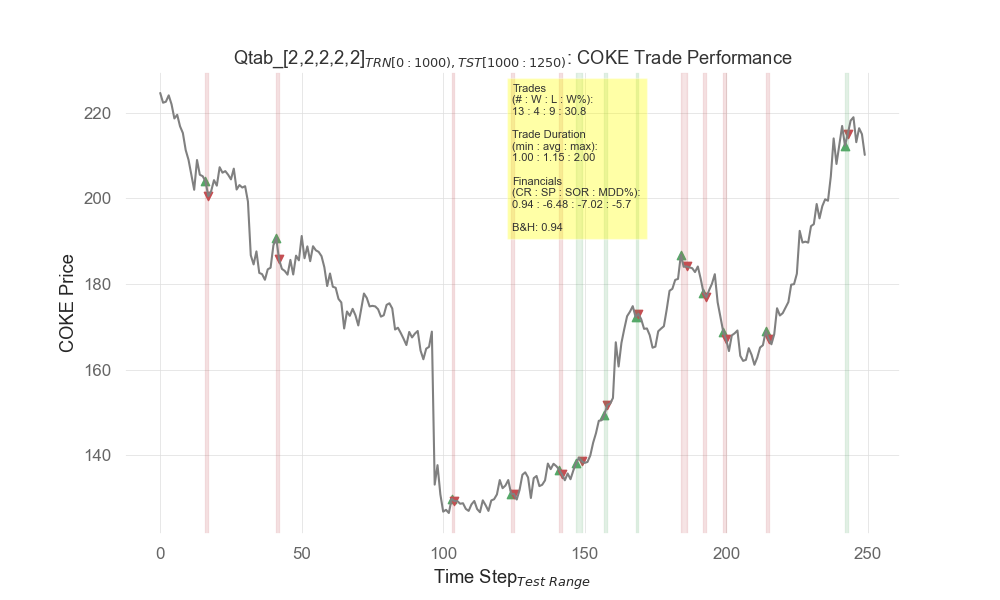 Qtab_[2,2,2,2,2]TRN[0 : 1000), TST[1000 : 1250): COKE Trade Performance
Trades
(# : W : L : W%):
13 : 4 : 9 : 30.8
Trade Duration
(min : avg : max):
1.00 : 1.15 : 2.00
Financials
(CR : SP : SOR : MDD%):
0.94 : -6.48 : -7.02 : -5.7
B&H: 0.94
COKE Price
220
200
180
160
140
0 50 100 150 200 250
Time StepTest Range